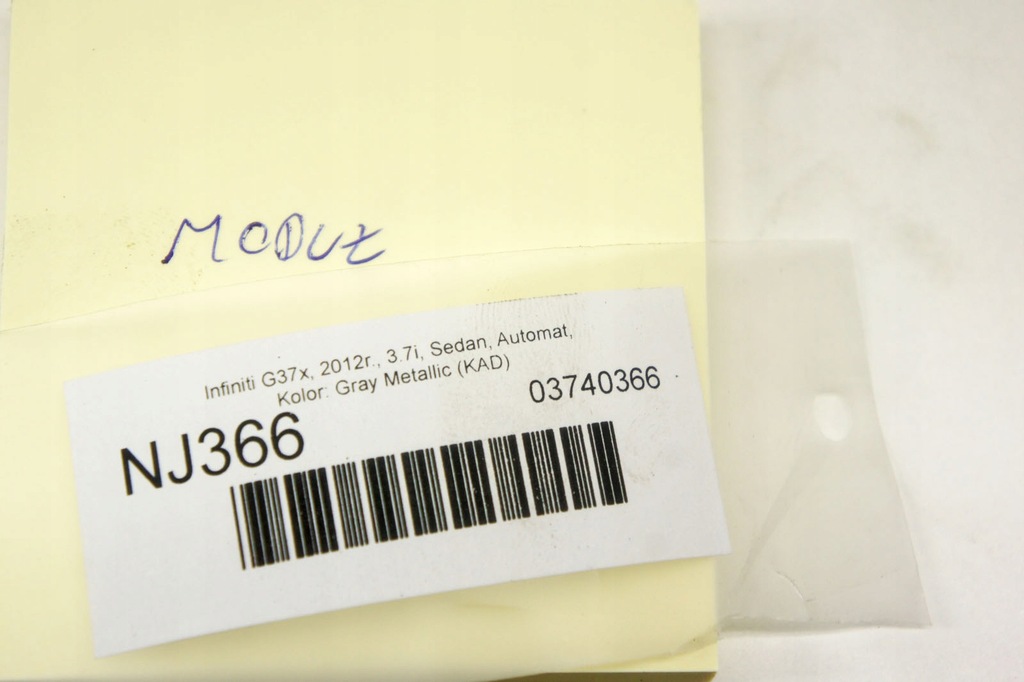 MODUŁ
Infiniti G37x, 2012r., 3.7i, Sedan, Automat,
Kolor: Gray Metallic (KAD)
03740366
NJ366